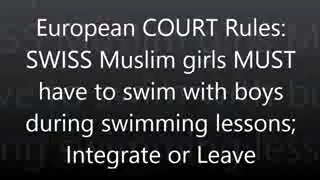 European COURT Rules:
SWISS Muslim girls MUST
have to swim with boys
during swimming lessons;
Integrate or Leave